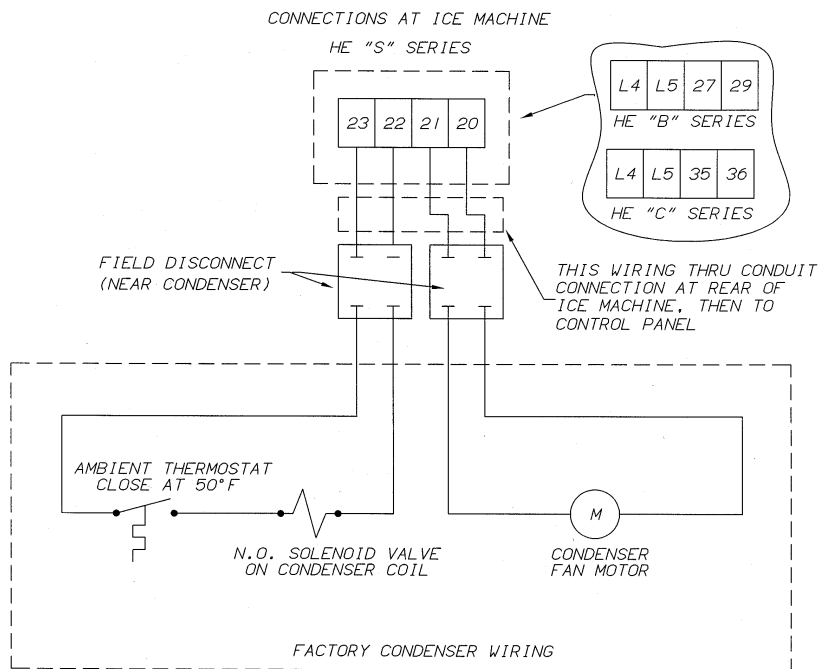 CONNECTIONS AT ICE MACHINE
HE "S" SERIES
23 22 21 20
L4 L5 27 29
HE "B" SERIES
L4 L5 35 36
HE "C" SERIES
FIELD DISCONNECT
(NEAR CONDENSER)
THIS WIRING THRU CONDUIT
CONNECTION AT REAR OF
ICE MACHINE, THEN TO
CONTROL PANEL
AMBIENT THERMOSTAT
CLOSE AT 50°F
N.O. SOLENOID VALVE
ON CONDENSER COIL
M
CONDENSER
FAN MOTOR
FACTORY CONDENSER WIRING